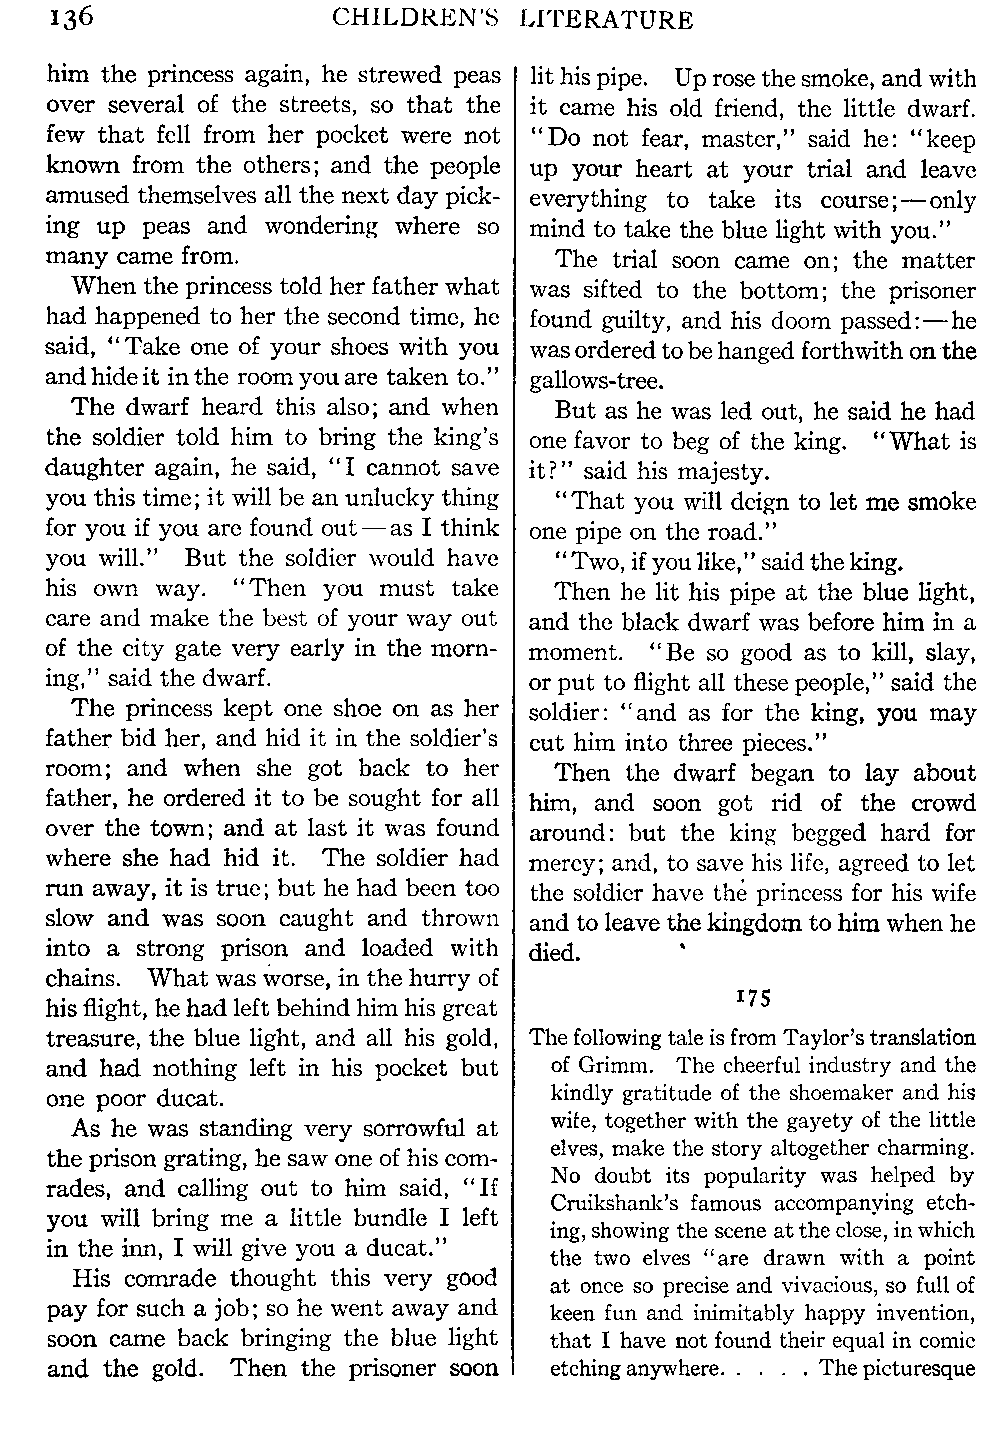 136 CHILDREN'S LITERATURE
him the princess again, he strewed peas
over several of the streets, so that the
few that fell from her pocket were not
known from the others; and the people
amused themselves all the next day pick-
ing up peas and wondering where so
many came from.
When the princess told her father what
had happened to her the second time, he
said, "Take one of your shoes with you
and hide it in the room you are taken to."
The dwarf heard this also; and when
the soldier told him to bring the king's
daughter again, he said, "I cannot save
you this time; it will be an unlucky thing
for you if you are found out—as I think
you will." But the soldier would have
his own way. "Then you must take
care and make the best of your way out
of the city gate very early in the morn-
ing," said the dwarf.
The princess kept one shoe on as her
father bid her, and hid it in the soldier's
room; and when she got back to her
father, he ordered it to be sought for all
over the town; and at last it was found
where she had hid it. The soldier had
run away, it is true; but he had been too
slow and was soon caught and thrown
into a strong prison and loaded with
chains. What was worse, in the hurry of
his flight, he had left behind him his great
treasure, the blue light, and all his gold,
and had nothing left in his pocket but
one poor ducat.
As he was standing very sorrowful at
the prison grating, he saw one of his com-
rades, and calling out to him said, "If
you will bring me a little bundle I left
in the inn, I will give you a ducat."
His comrade thought this very good
pay for such a job; so he went away and
soon came back bringing the blue light
and the gold. Then the prisoner soon
lit his pipe. Up rose the smoke, and with
it came his old friend, the little dwarf.
"Do not fear, master," said he: "keep
up your heart at your trial and leave
everything to take its course;—only
mind to take the blue light with you."
The trial soon came on; the matter
was sifted to the bottom; the prisoner
found guilty, and his doom passed:—he
was ordered to be hanged forthwith on the
gallows-tree.
But as he was led out, he said he had
one favor to beg of the king. "What is
it?" said his majesty.
"That you will deign to let me smoke
one pipe on the road."
"Two, if you like," said the king.
Then he lit his pipe at the blue light,
and the black dwarf was before him in a
moment. "Be so good as to kill, slay,
or put to flight all these people," said the
soldier: "and as for the king, you may
cut him into three pieces."
Then the dwarf began to lay about
him, and soon got rid of the crowd
around: but the king begged hard for
mercy; and, to save his life, agreed to let
the soldier have the princess for his wife
and to leave the kingdom to him when he
died.
175
The following tale is from Taylor's translation
of Grimm. The cheerful industry and the
kindly gratitude of the shoemaker and his
wife, together with the gayety of the little
elves, make the story altogether charming.
No doubt its popularity was helped by
Cruikshank's famous accompanying etch-
ing, showing the scene at the close, in which
the two elves "are drawn with a point
at once so precise and vivacious, so full of
keen fun and inimitably happy invention,
that I have not found their equal in comic
etching anywhere. . . . . The picturesque